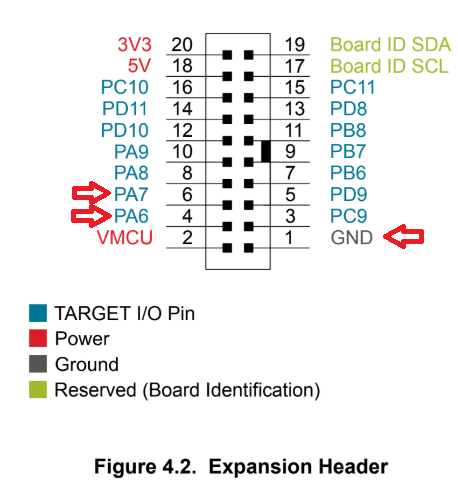 3V3 20 19 Board ID SDA
5V 18 17 Board ID SCL
PC10 16 15 PC11
PD11 14 13 PD8
PD10 12 11 PB8
PA9 10 9 PB7
PA8 8 7 PB6
PA7 6 5 PD9
PA6 4 3 PC9
VMCU 2 1 GND
TARGET I/O Pin
Power
Ground
Reserved (Board Identification)
Figure 4.2. Expansion Header